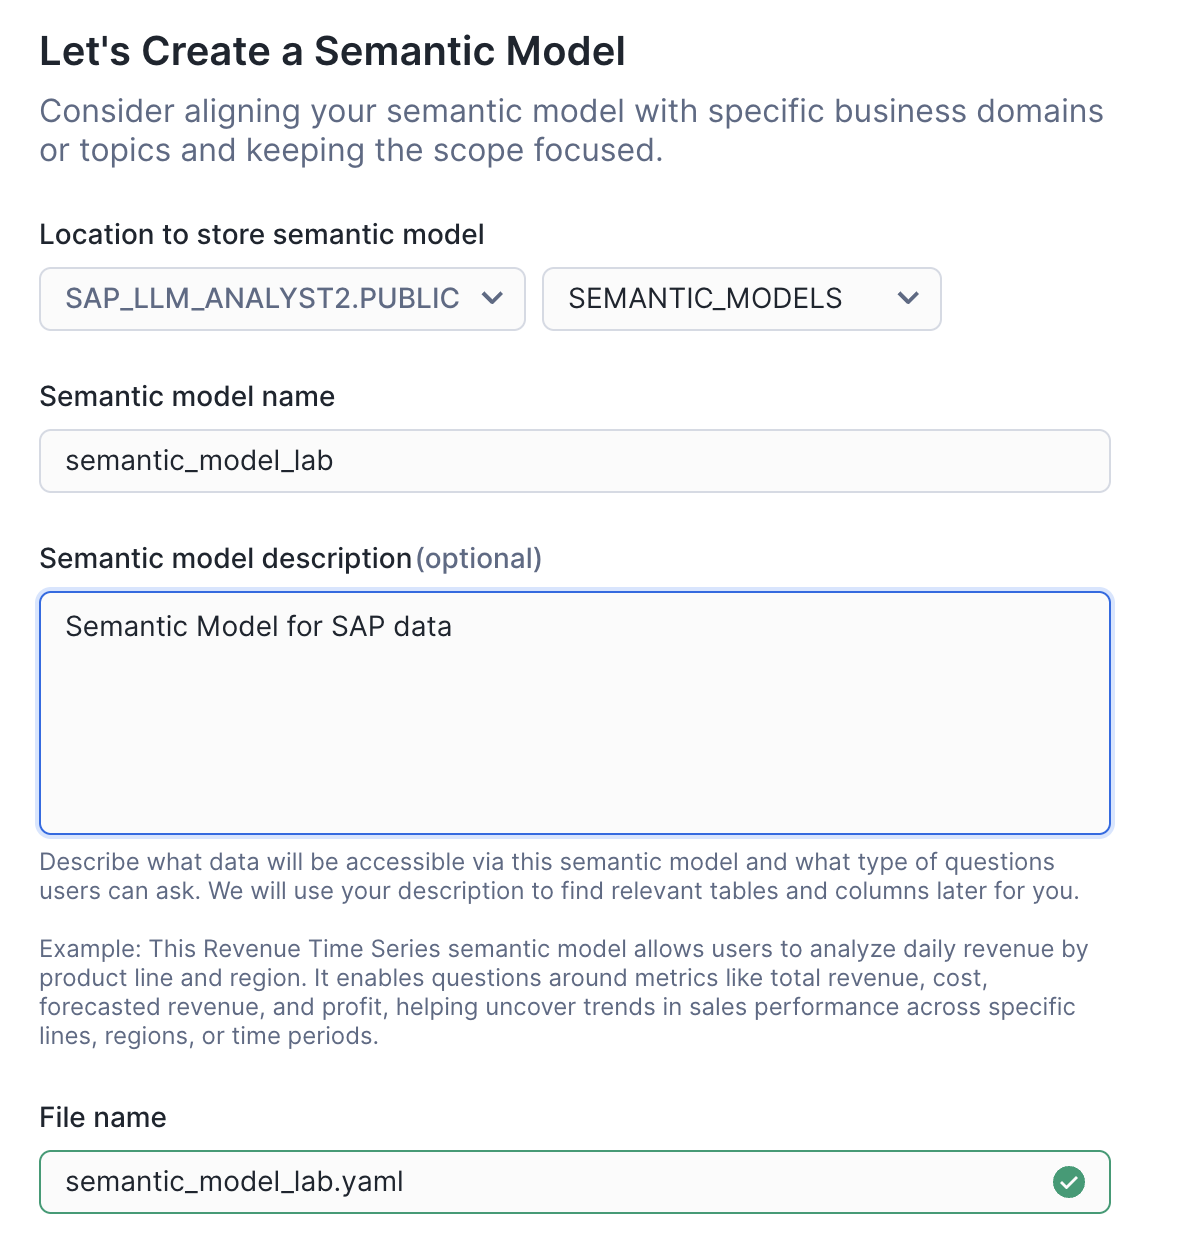 Let's Create a Semantic Model
Consider aligning your semantic model with specific business domains
or topics and keeping the scope focused.
Location to store semantic model
SAP_LLM_ANALYST2.PUBLIC SEMANTIC_MODELS
Semantic model name
semantic_model_lab
Semantic model description (optional)
Semantic Model for SAP data
Describe what data will be accessible via this semantic model and what type of questions
users can ask. We will use your description to find relevant tables and columns later for you.
Example: This Revenue Time Series semantic model allows users to analyze daily revenue by
product line and region. It enables questions around metrics like total revenue, cost,
forecasted revenue, and profit, helping uncover trends in sales performance across specific
lines, regions, or time periods.
File name
semantic_model_lab.yaml